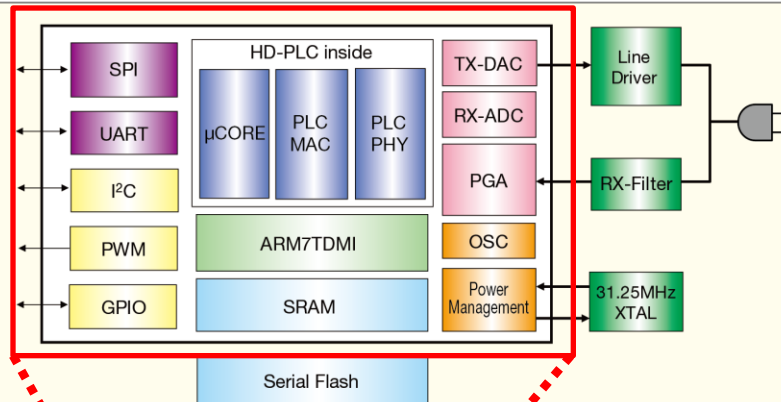 HD-PLC inside
SPI
UART
I²C
PWM
GPIO
µCORE
PLC
MAC
PLC
PHY
ARM7TDMI
SRAM
Serial Flash
TX-DAC
RX-ADC
PGA
OSC
Power
Management
Line
Driver
RX-Filter
31.25MHz
XTAL